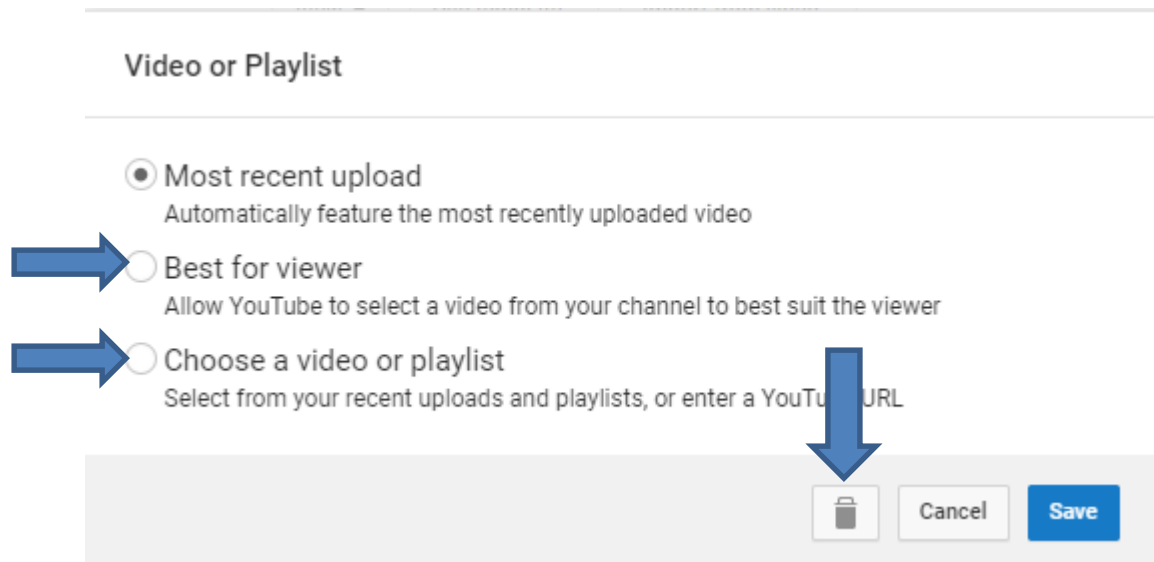 Video or Playlist
Most recent upload
Automatically feature the most recently uploaded video
Best for viewer
Allow YouTube to select a video from your channel to best suit the viewer
Choose a video or playlist
Select from your recent uploads and playlists, or enter a URL
Cancel
Save